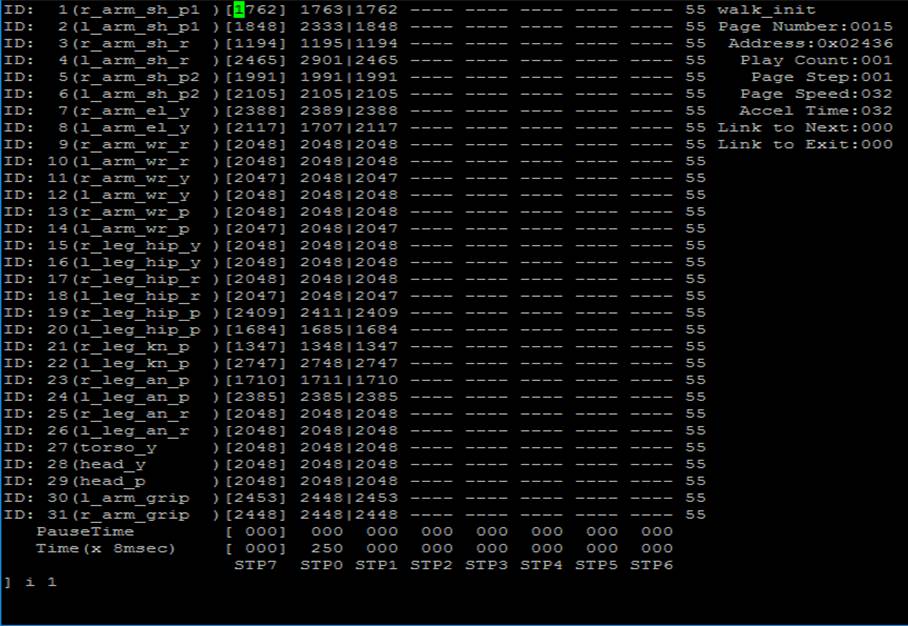 ID:  1(r_arm_sh_p1 )[1762] 1763|1762 ---- ---- ---- ---- ---- 55 walk_init
ID:  2(l_arm_sh_p1 )[1848] 2333|1848 ---- ---- ---- ---- ---- 55 Page Number:0015
ID:  3(r_arm_sh_r  )[1194] 1195|1194 ---- ---- ---- ---- ---- 55  Address:0x02436
ID:  4(l_arm_sh_r  )[2465] 2901|2465 ---- ---- ---- ---- ---- 55   Play Count:001
ID:  5(r_arm_sh_p2 )[1991] 1991|1991 ---- ---- ---- ---- ---- 55    Page Step:001
ID:  6(l_arm_sh_p2 )[2105] 2105|2105 ---- ---- ---- ---- ---- 55   Page Speed:032
ID:  7(r_arm_el_y  )[2388] 2389|2388 ---- ---- ---- ---- ---- 55   Accel Time:032
ID:  8(l_arm_el_y  )[2117] 1707|2117 ---- ---- ---- ---- ---- 55 Link to Next:000
ID:  9(r_arm_wr_r  )[2048] 2048|2048 ---- ---- ---- ---- ---- 55 Link to Exit:000
ID: 10(l_arm_wr_r  )[2048] 2048|2048 ---- ---- ---- ---- ---- 55
ID: 11(r_arm_wr_y  )[2047] 2048|2047 ---- ---- ---- ---- ---- 55
ID: 12(l_arm_wr_y  )[2048] 2048|2048 ---- ---- ---- ---- ---- 55
ID: 13(r_arm_wr_p  )[2048] 2048|2048 ---- ---- ---- ---- ---- 55
ID: 14(l_arm_wr_p  )[2047] 2048|2047 ---- ---- ---- ---- ---- 55
ID: 15(r_leg_hip_y )[2048] 2048|2048 ---- ---- ---- ---- ---- 55
ID: 16(l_leg_hip_y )[2048] 2048|2048 ---- ---- ---- ---- ---- 55
ID: 17(r_leg_hip_r )[2048] 2048|2048 ---- ---- ---- ---- ---- 55
ID: 18(l_leg_hip_r )[2047] 2048|2047 ---- ---- ---- ---- ---- 55
ID: 19(r_leg_hip_p )[2409] 2411|2409 ---- ---- ---- ---- ---- 55
ID: 20(l_leg_hip_p )[1684] 1685|1684 ---- ---- ---- ---- ---- 55
ID: 21(r_leg_kn_p  )[1347] 1348|1347 ---- ---- ---- ---- ---- 55
ID: 22(l_leg_kn_p  )[2747] 2748|2747 ---- ---- ---- ---- ---- 55
ID: 23(r_leg_an_p  )[1710] 1711|1710 ---- ---- ---- ---- ---- 55
ID: 24(l_leg_an_p  )[2385] 2385|2385 ---- ---- ---- ---- ---- 55
ID: 25(r_leg_an_r  )[2048] 2048|2048 ---- ---- ---- ---- ---- 55
ID: 26(l_leg_an_r  )[2048] 2048|2048 ---- ---- ---- ---- ---- 55
ID: 27(torso_y     )[2048] 2048|2048 ---- ---- ---- ---- ---- 55
ID: 28(head_y      )[2048] 2048|2048 ---- ---- ---- ---- ---- 55
ID: 29(head_p      )[2048] 2048|2048 ---- ---- ---- ---- ---- 55
ID: 30(l_arm_grip  )[2453] 2448|2453 ---- ---- ---- ---- ---- 55
ID: 31(r_arm_grip  )[2448] 2448|2448 ---- ---- ---- ---- ---- 55
PauseTime [ 000] 000 000 000 000 000 000 000
Time(x 8msec) [ 000] 250 000 000 000 000 000 000
STP7 STP0 STP1 STP2 STP3 STP4 STP5 STP6
] i 1